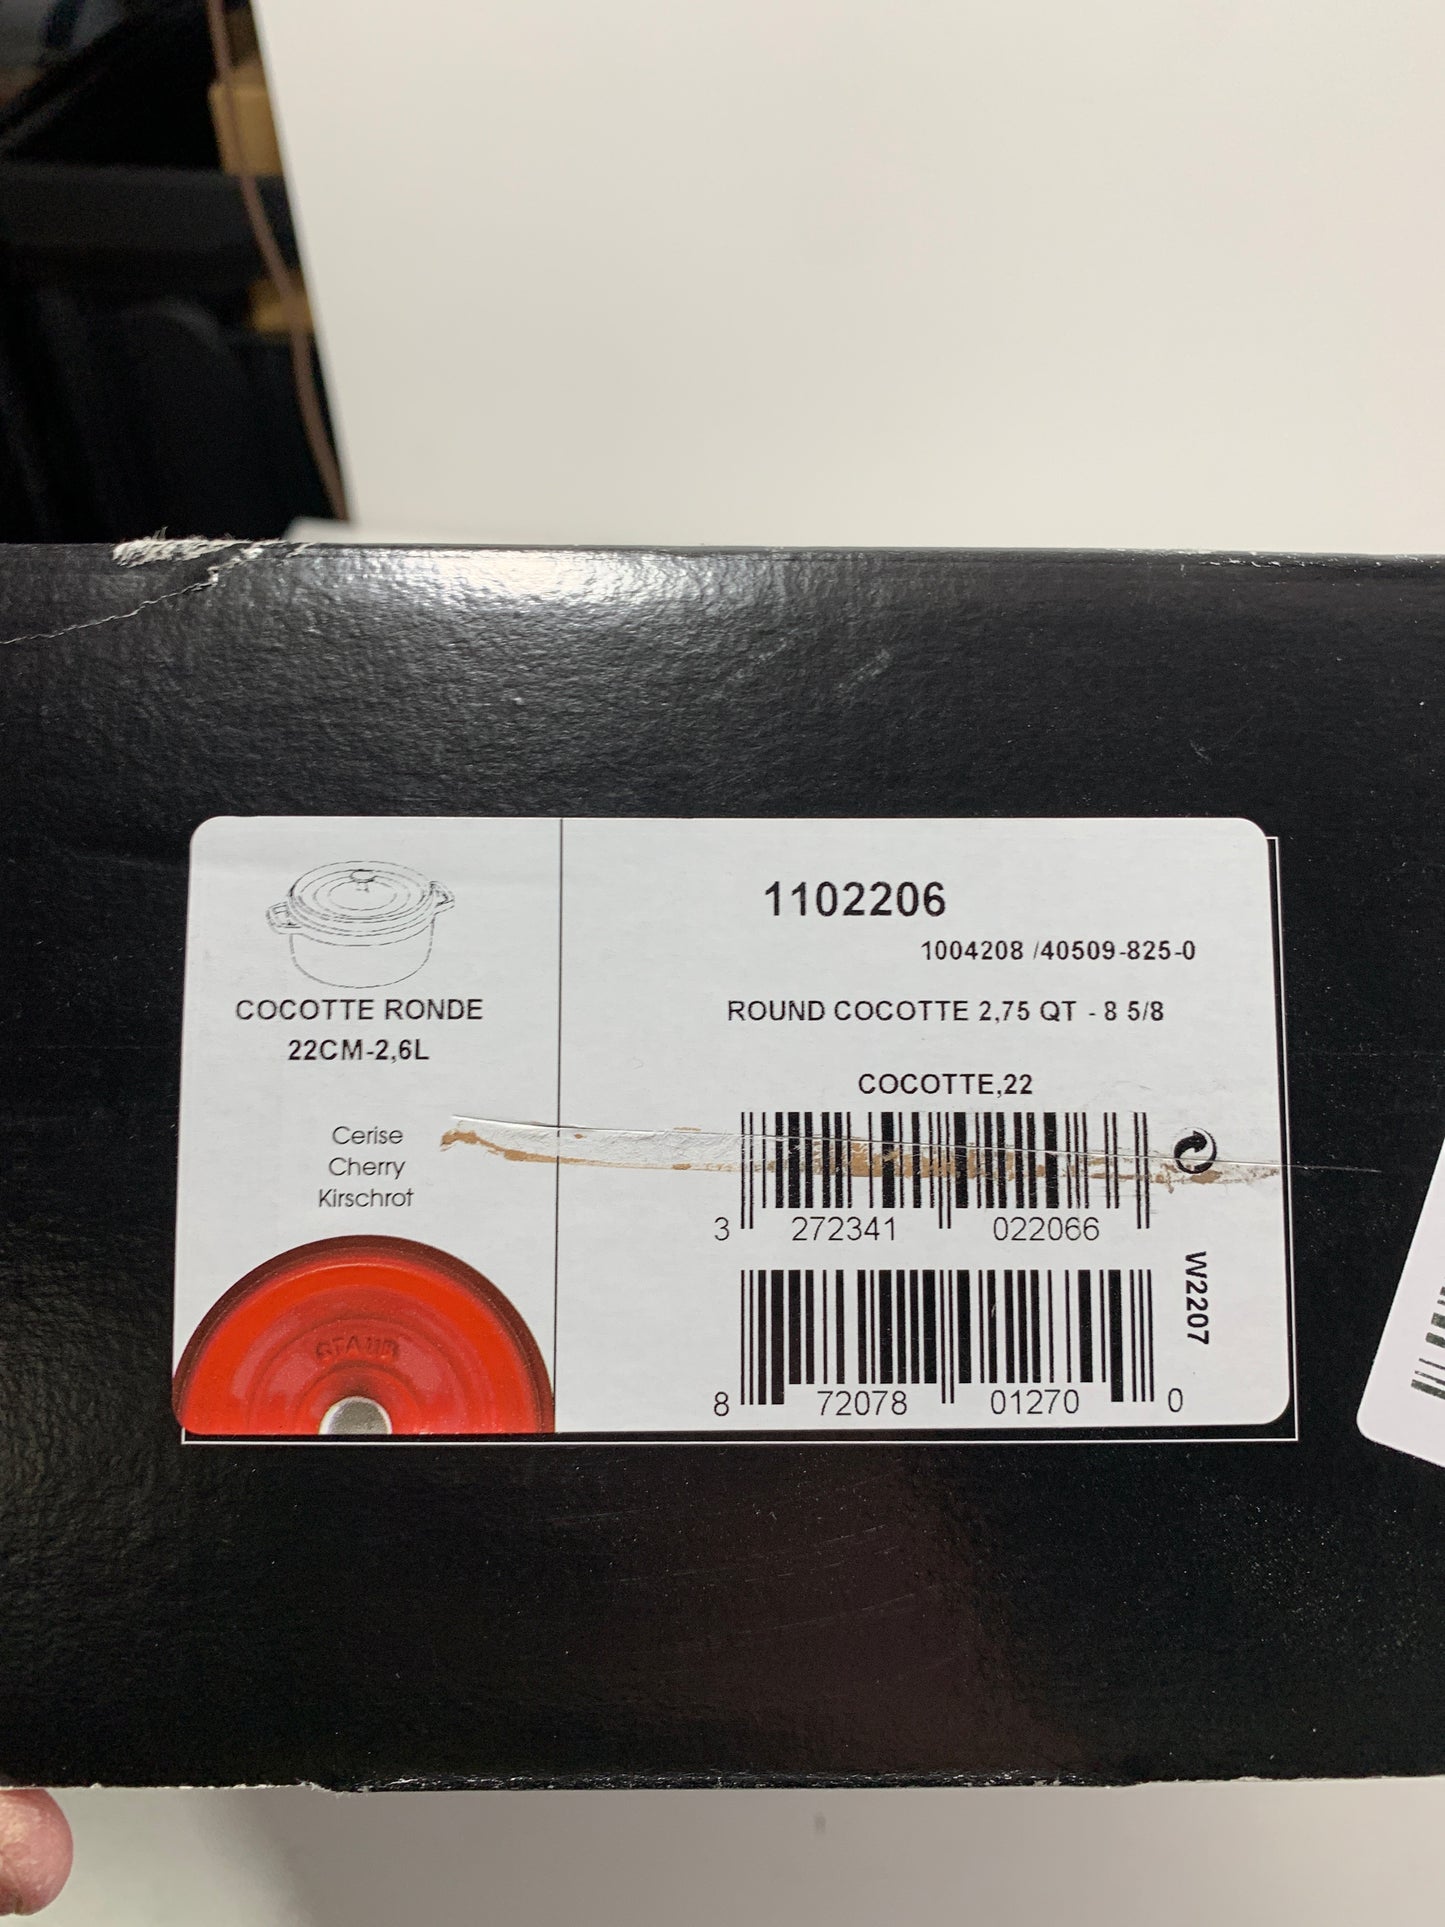 COCOTTE RONDE
22CM-2,6L
Cerise
Cherry
Kirschrot
STAUB
1102206
1004208 /40509-825-0
ROUND COCOTTE 2,75 QT - 8 5/8
COCOTTE,22
3 272341 022066
W2207
8 72078 01270 0